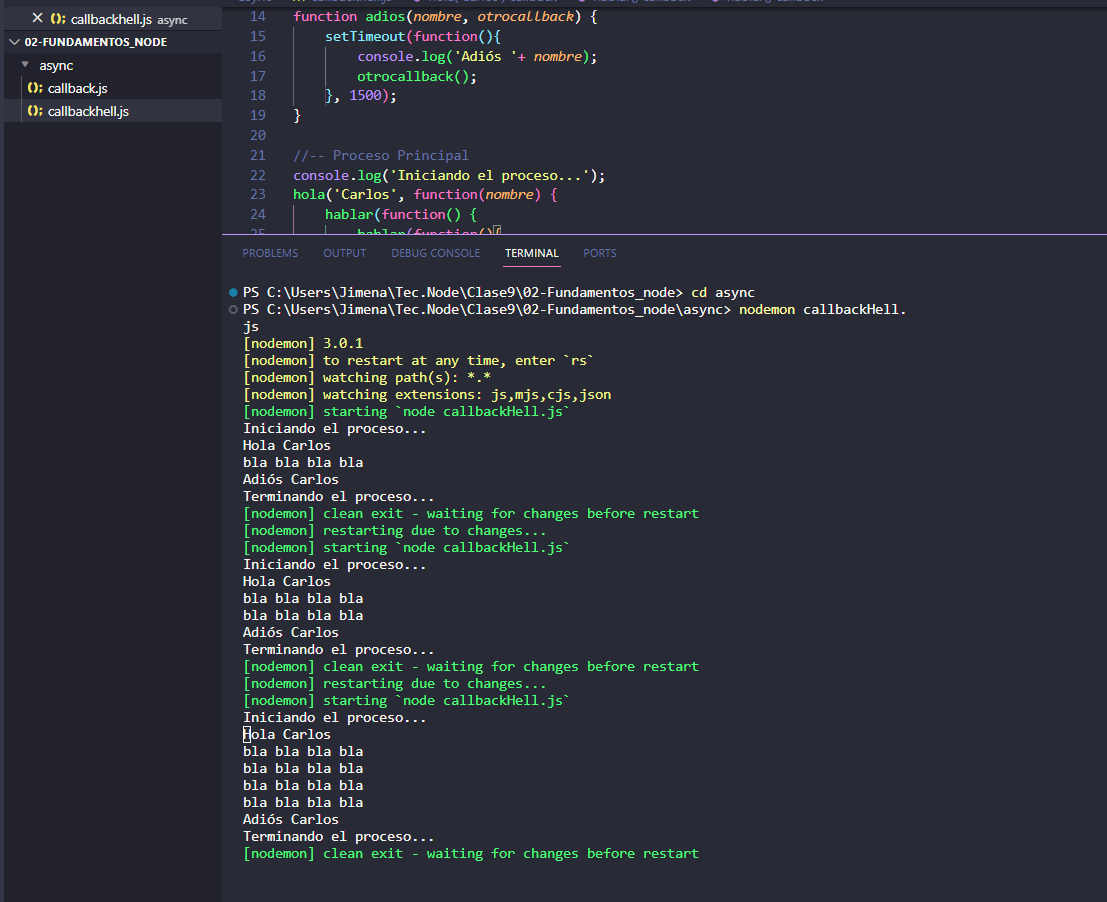 callbackhell.js async
02-FUNDAMENTOS_NODE
async
callback.js
callbackhell.js
14 function adios(nombre, otrocallback) {
15 setTimeout(function(){
16 console.log('Adiós '+ nombre);
17 otrocallback();
18 }, 1500);
19 }
20
21 //-- Proceso Principal
22 console.log('Iniciando el proceso...');
23 hola('Carlos', function(nombre) {
24 hablar(function() {
25 hablar(function(){
PROBLEMS OUTPUT DEBUG CONSOLE TERMINAL PORTS
PS C:\Users\Jimena\Tec.Node\Clase9\02-Fundamentos_node> cd async
PS C:\Users\Jimena\Tec.Node\Clase9\02-Fundamentos_node\async> nodemon callbackHell.
js
[nodemon] 3.0.1
[nodemon] to restart at any time, enter `rs`
[nodemon] watching path(s): *.*
[nodemon] watching extensions: js,mjs,cjs,json
[nodemon] starting `node callbackHell.js`
Iniciando el proceso...
Hola Carlos
bla bla bla bla
Adiós Carlos
Terminando el proceso...
[nodemon] clean exit - waiting for changes before restart
[nodemon] restarting due to changes...
[nodemon] starting `node callbackHell.js`
Iniciando el proceso...
Hola Carlos
bla bla bla bla
bla bla bla bla
Adiós Carlos
Terminando el proceso...
[nodemon] clean exit - waiting for changes before restart
[nodemon] restarting due to changes...
[nodemon] starting `node callbackHell.js`
Iniciando el proceso...
Hola Carlos
bla bla bla bla
bla bla bla bla
bla bla bla bla
bla bla bla bla
Adiós Carlos
Terminando el proceso...
[nodemon] clean exit - waiting for changes before restart